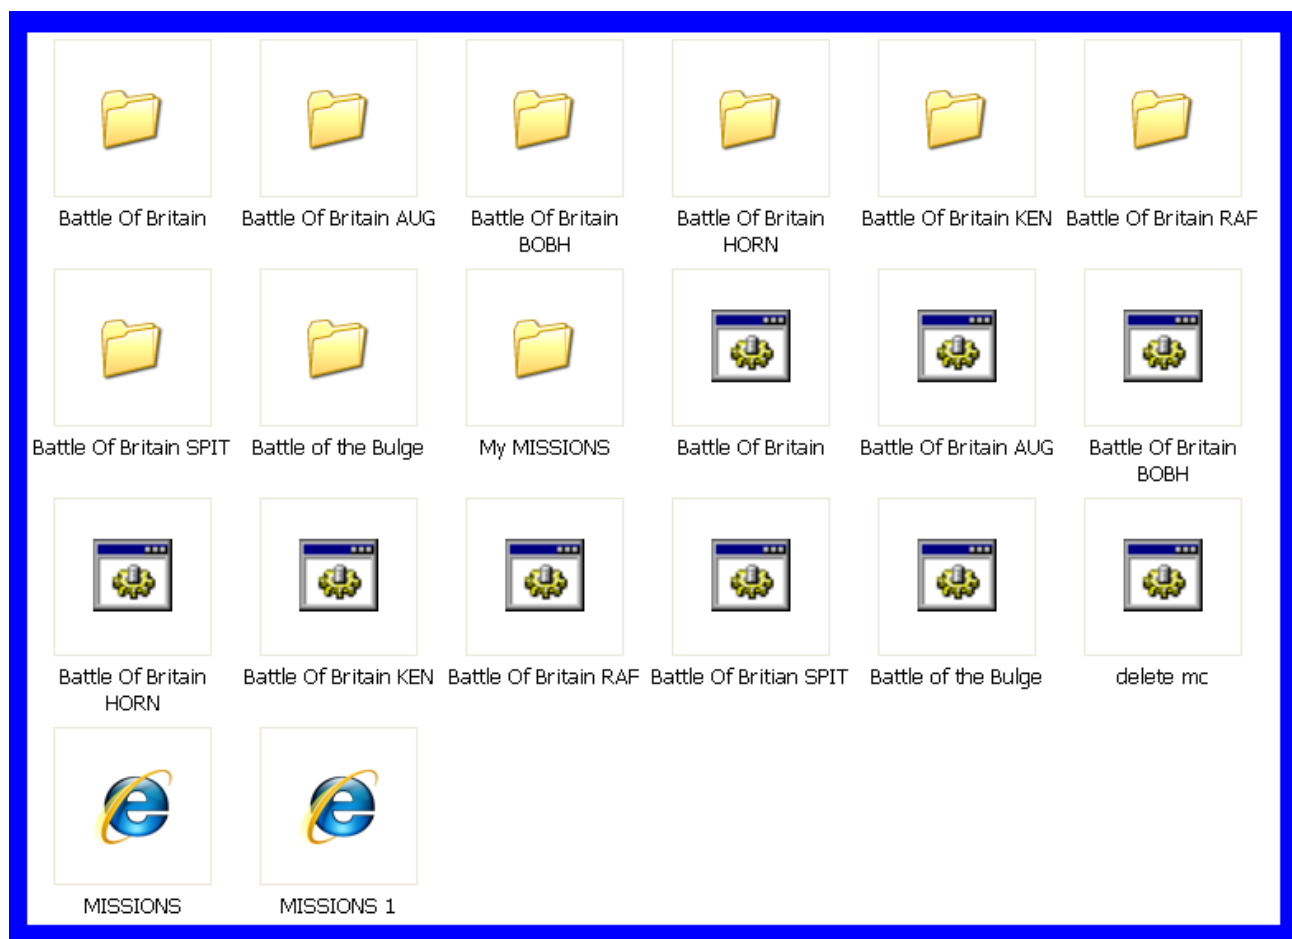 Battle Of Britain
Battle Of Britain AUG
Battle Of Britain
BOBH
Battle Of Britain
HORN
Battle Of Britain KEN
Battle Of Britain RAF
Battle Of Britain SPIT
Battle of the Bulge
My MISSIONS
Battle Of Britain
Battle Of Britain AUG
Battle Of Britain
BOBH
Battle Of Britain
HORN
Battle Of Britain KEN
Battle Of Britain RAF
Battle Of Britian SPIT
Battle of the Bulge
delete mc
MISSIONS
MISSIONS 1